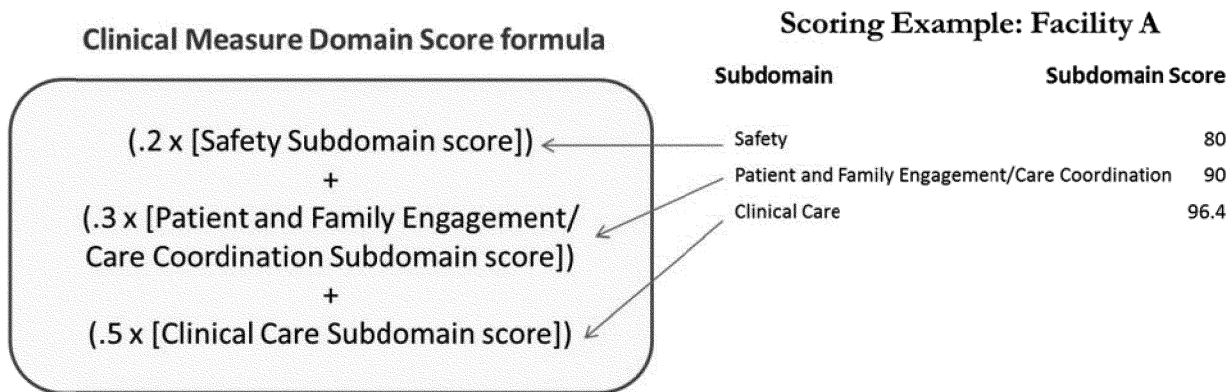 Clinical Measure Domain Score formula
(.2 x [Safety Subdomain score])
+
(.3 x [Patient and Family Engagement/
Care Coordination Subdomain score])
+
(.5 x [Clinical Care Subdomain score])
Scoring Example: Facility A
Subdomain Subdomain Score
Safety 80
Patient and Family Engagement/Care Coordination 90
Clinical Care 96.4